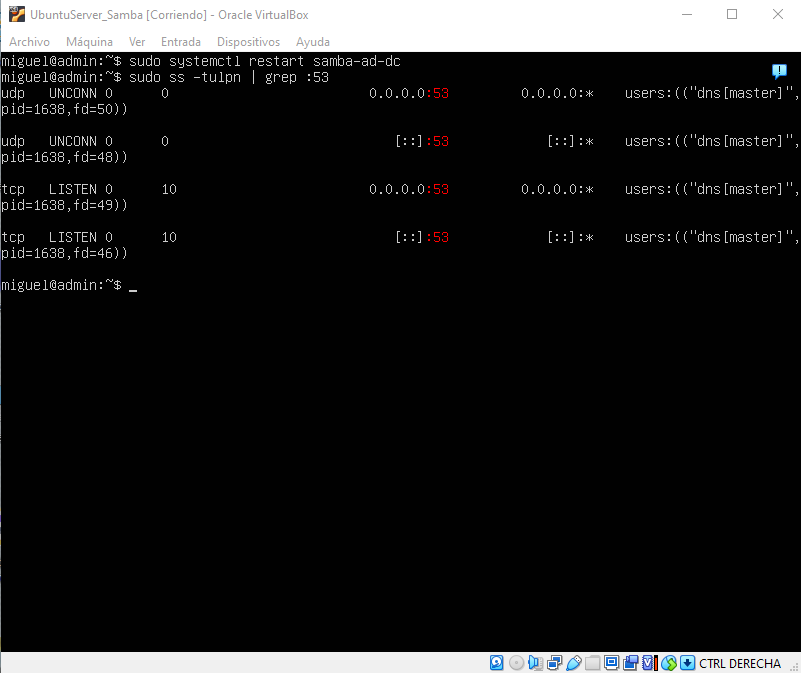 UbuntuServer_Samba [Corriendo] - Oracle VirtualBox
Archivo Máquina Ver Entrada Dispositivos Ayuda
miguel@admin:~$ sudo systemctl restart samba-ad-dc
miguel@admin:~$ sudo ss -tulpn | grep :53
udp   UNCONN 0      0                         0.0.0.0:53         0.0.0.0:*    users:(("dns[master]",
pid=1638,fd=50))
udp   UNCONN 0      0                            [::]:53            [::]:*    users:(("dns[master]",
pid=1638,fd=48))
tcp   LISTEN 0      10                        0.0.0.0:53         0.0.0.0:*    users:(("dns[master]",
pid=1638,fd=49))
tcp   LISTEN 0      10                           [::]:53            [::]:*    users:(("dns[master]",
pid=1638,fd=46))
miguel@admin:~$ _
CTRL DERECHA